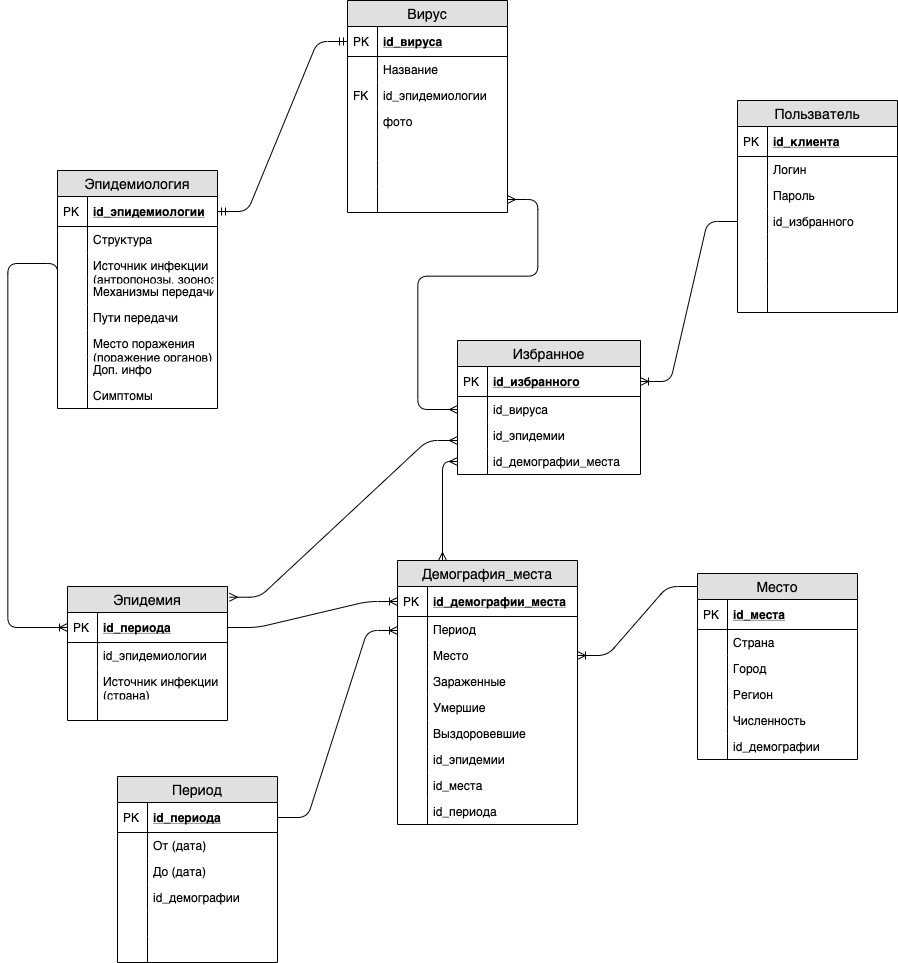 Вирус
PK id_вируса
Название
FK id_эпидемиологии
фото
Пользватель
PK id_клиента
Логин
Пароль
id_избранного
Эпидемиология
PK id_эпидемиологии
Структура
Источник инфекции
(антропонозы, зооноз
Механизмы передачи
Пути передачи
Место поражения
(поражение органов)
Доп. инфо
Симптомы
Избранное
PK id_избранного
id_вируса
id_эпидемии
id_демографии_места
Эпидемия
PK id_периода
id_эпидемиологии
Источник инфекции
(страна)
Демография_места
PK id_демографии_места
Период
Место
Зараженные
Умершие
Выздоровевшие
id_эпидемии
id_места
id_периода
Место
PK id_места
Страна
Город
Регион
Численность
id_демографии
Период
PK id_периода
От (дата)
До (дата)
id_демографии